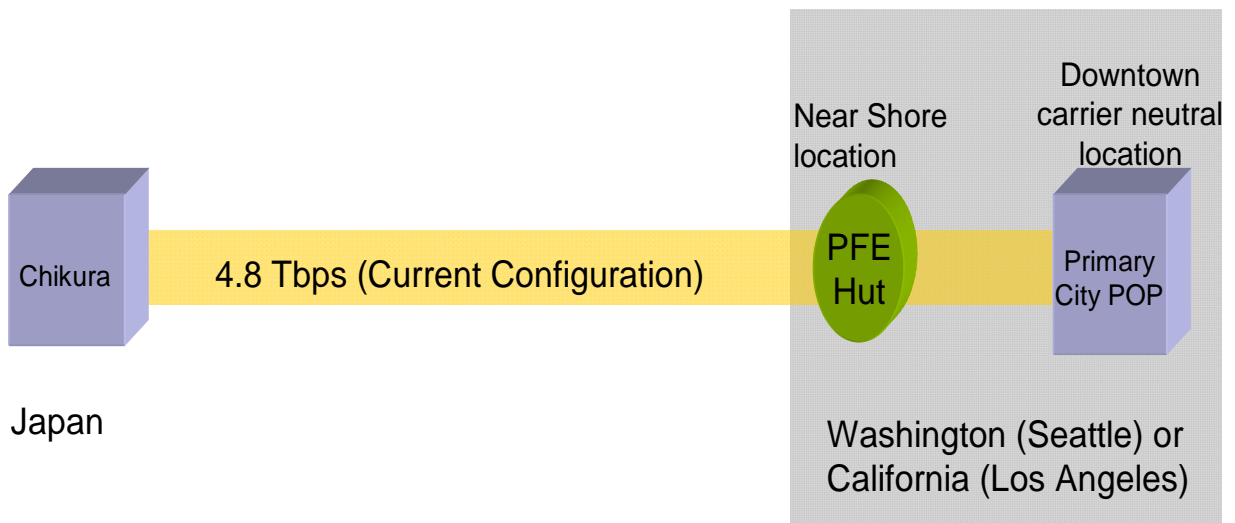 Downtown
carrier neutral
location
Near Shore
location
Chikura
4.8 Tbps (Current Configuration)
PFE
Hut
Primary
City POP
Japan
Washington (Seattle) or
California (Los Angeles)